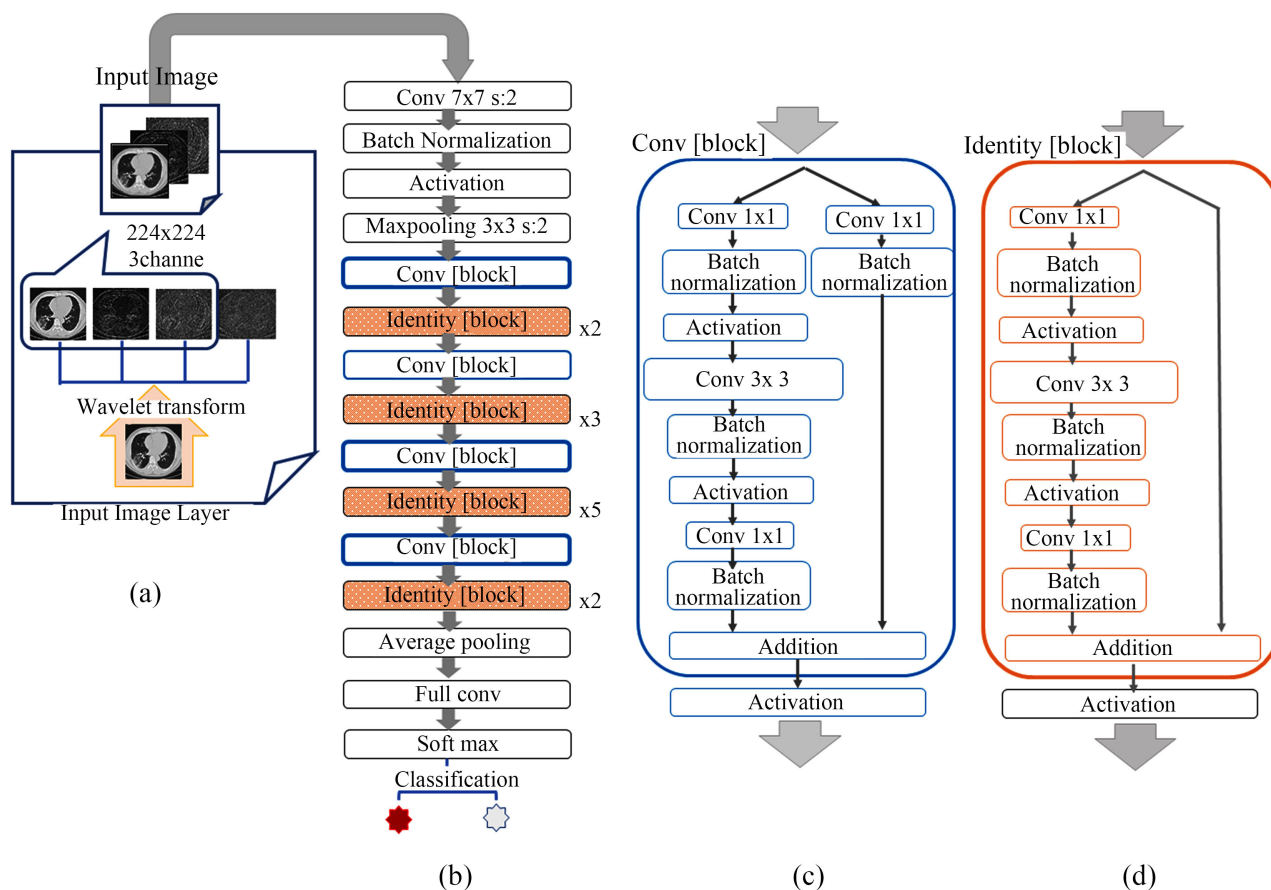 Input Image
224x224
3channe
Wavelet transform
Input Image Layer
(a)
Conv 7x7 s:2
Batch Normalization
Activation
Maxpooling 3x3 s:2
Conv [block]
Identity [block]
x2
Conv [block]
Identity [block]
x3
Conv [block]
Identity [block]
x5
Conv [block]
Identity [block]
x2
Average pooling
Full conv
Soft max
Classification
(b)
Conv [block]
Conv 1x1
Batch
normalization
Activation
Conv 3x 3
Batch
normalization
Activation
Conv 1x1
Batch
normalization
Conv 1x1
Batch
normalization
Addition
Activation
(c)
Identity [block]
Conv 1x1
Batch
normalization
Activation
Conv 3x 3
Batch
normalization
Activation
Conv 1x1
Batch
normalization
Addition
Activation
(d)